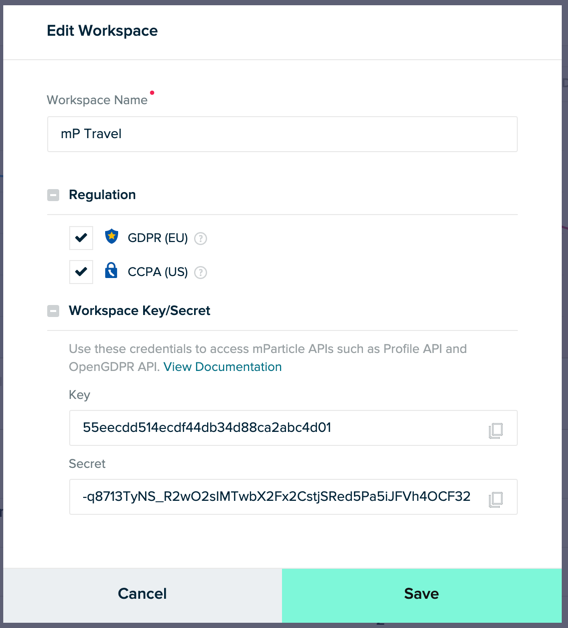 Edit Workspace
Workspace Name
mP Travel
Regulation
GDPR (EU) ?
CCPA (US) ?
Workspace Key/Secret
Use these credentials to access mParticle APIs such as Profile API and
OpenGDPR API. View Documentation
Key
55eecdd514ecdf44db34d88ca2abc4d01
Secret
-q8713TyNS_R2wO2slMTwbX2Fx2CstjSRed5Pa5iJFVh4OCF32
Cancel
Save